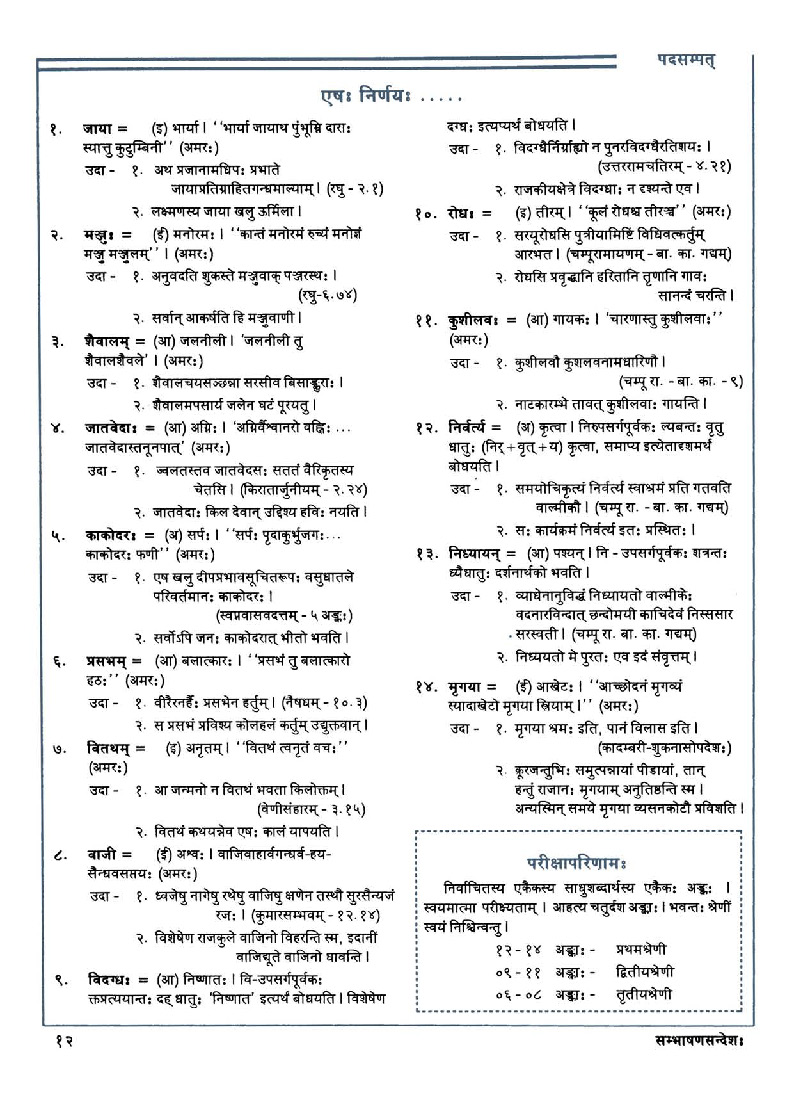 पदसम्पत्
एषः निर्णयः .....
१. जाया = (इ) भार्या । “भार्या जायाथ पुंभूम्नि दाराः
स्यात्तु कुटुम्बिनी” (अमरः)
उदा - १. अथ प्रजानामधिपः प्रभाते
जायाप्रतिग्राहितगन्धमाल्याम् । (रघु - २.१)
२. लक्ष्मणस्य जाया खलु ऊर्मिला ।
२. मञ्जुः = (ई) मनोरमः । “कान्तं मनोरमं रुच्यं मनोज्ञं
मञ्जु मञ्जुलम्” । (अमरः)
उदा - १. अनुवदति शुकस्ते मञ्जुवाक् पञ्जरस्थः ।
(रघु-६.७४)
२. सर्वान् आकर्षति हि मञ्जुवाणी ।
३. शैवालम् = (आ) जलनीली । ‘जलनीली तु
शैवालशैवले’ । (अमरः)
उदा - १. शैवालचयसञ्छन्ना सरसीव बिसाङ्कुराः ।
२. शैवालमपसार्य जलेन घटं पूरयतु ।
४. जातवेदाः = (आ) अग्निः । ‘अग्निर्वैश्वानरो वह्निः ...
जातवेदास्तनूनपात्’ (अमरः)
उदा - १. ज्वलतस्तव जातवेदसः सततं वैरिकृतस्य
चेतसि । (किरातार्जुनीयम् - २.२४)
२. जातवेदाः किल देवान् उद्दिश्य हविः नयति ।
५. काकोदरः = (अ) सर्पः । “सर्पः पृदाकुर्भुजगः...
काकोदरः फणी” (अमरः)
उदा - १. एष खलु दीपप्रभावसूचितरूपः वसुधातले
परिवर्तमानः काकोदरः ।
(स्वप्नवासवदत्तम् - ५ अङ्कः)
२. सर्वोऽपि जनः काकोदरात् भीतो भवति ।
६. प्रसभम् = (आ) बलात्कारः । “प्रसभं तु बलात्कारो
हठः” (अमरः)
उदा - १. वीरैरनर्हैः प्रसभेन हर्तुम् । (नैषधम् - १०.३)
२. स प्रसभं प्रविश्य कोलहलं कर्तुम् उद्युक्तवान् ।
७. वितथम् = (इ) अनृतम् । “वितथं त्वनृतं वचः”
(अमरः)
उदा - १. आ जन्मनो न वितथं भवता किलोक्तम् ।
(वेणीसंहारम् - ३.१५)
२. वितथं कथयन्नेव एषः कालं यापयति ।
८. वाजी = (ई) अश्वः । वाजिवाहार्वगन्धर्व-हय-
सैन्धवसप्तयः (अमरः)
उदा - १. ध्वजेषु नागेषु रथेषु वाजिषु क्षणेन तस्थौ सुरसैन्यजं
रजः । (कुमारसम्भवम् - १२.१४)
२. विशेषेण राजकुले वाजिनो विहरन्ति स्म, इदानीं
वाजिद्यूते वाजिनो धावन्ति ।
९. विदग्धः = (आ) निष्णातः । वि-उपसर्गपूर्वकः
क्तप्रत्ययान्तः दह् धातुः ‘निष्णात’ इत्यर्थं बोधयति । विशेषेण
दग्धः इत्यप्यर्थं बोधयति ।
उदा - १. विदग्धैर्निर्ग्राह्यो न पुनरविदग्धैरतिशयः ।
(उत्तररामचतिरम् - ४.२१)
२. राजकीयक्षेत्रे विदग्धाः न दृश्यन्ते एव ।
१०. रोधः = (इ) तीरम् । “कूलं रोधश्च तीरञ्च” (अमरः)
उदा - १. सरयूरोधसि पुत्रीयामिष्टिं विधिवत्कर्तुम्
आरभत । (चम्पूरामायणम् - बा. का. गद्यम्)
२. रोधसि प्रवृद्धानि हरितानि तृणानि गावः
सानन्दं चरन्ति ।
११. कुशीलवः = (आ) गायकः । ‘चारणास्तु कुशीलवाः”
(अमरः)
उदा - १. कुशीलवौ कुशलवनामधारिणौ ।
(चम्पू रा. - बा. का. - ९)
२. नाटकारम्भे तावत् कुशीलवाः गायन्ति ।
१२. निर्वर्त्य = (अ) कृत्वा । निरुपसर्गपूर्वकः ल्यबन्तः वृतु
धातुः (निर्+वृत्+य) कृत्वा, समाप्य इत्येतादृशमर्थं
बोधयति ।
उदा - १. समयोचिकृत्यं निर्वर्त्य स्वाश्रमं प्रति गतवति
वाल्मीकौ । (चम्पू रा. - बा. का. गद्यम्)
२. सः कार्यक्रमं निर्वर्त्य इतः प्रस्थितः ।
१३. निध्यायन् = (आ) पश्यन् । नि - उपसर्गपूर्वकः शत्रन्तः
ध्यैधातुः दर्शनार्थको भवति ।
उदा - १. व्याधेनानुविद्धं निध्यायतो वाल्मीकेः
वदनारविन्दात् छन्दोमयी काचिदेवं निस्ससार
सरस्वती । (चम्पू रा. बा. का. गद्यम्)
२. निध्ययतो मे पुरतः एव इदं संवृत्तम् ।
१४. मृगया = (ई) आखेटः । “आच्छोदनं मृगव्यं
स्यादाखेटो मृगया स्त्रियाम् ।” (अमरः)
उदा - १. मृगया श्रमः इति, पानं विलास इति ।
(कादम्बरी-शुकनासोपदेशः)
२. क्रूरजन्तुभिः समुत्पन्नायां पीडायां, तान्
हन्तुं राजानः मृगयाम् अनुतिष्ठन्ति स्म ।
अन्यस्मिन् समये मृगया व्यसनकोटौ प्रविशति ।
परीक्षापरिणामः
निर्वाचितस्य एकैकस्य साधुशब्दार्थस्य एकैकः अङ्कः ।
स्वयमात्मा परीक्ष्यताम् । आहत्य चतुर्दश अङ्काः । भवन्तः श्रेणीं
स्वयं निश्चिन्वन्तु ।
१२ - १४ अङ्काः - प्रथमश्रेणी
०९ - ११ अङ्काः - द्वितीयश्रेणी
०६ - ०८ अङ्काः - तृतीयश्रेणी
१२
सम्भाषणसन्देशः